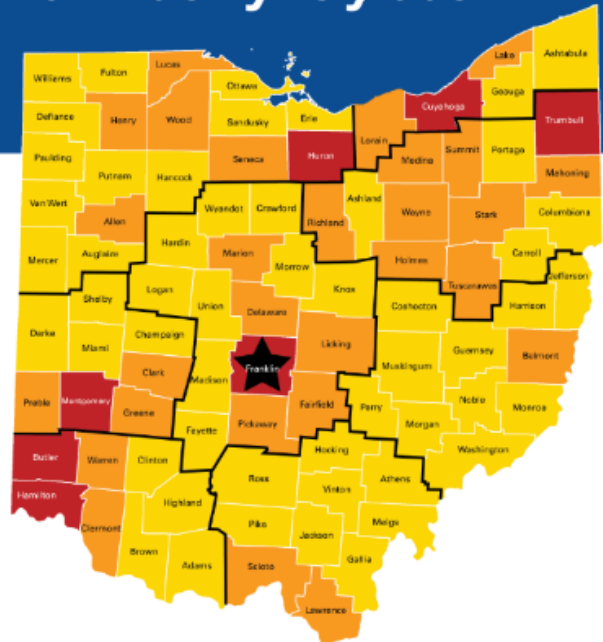 Williams
Fulton
Lucas
Lake
Ashtabula
Ottawa
Geauga
Cuyahoga
Defiance
Henry
Wood
Sandusky
Erie
Lorain
Trumbull
Medina
Summit
Portage
Paulding
Seneca
Huron
Mahoning
Putnam
Hancock
Van Wert
Wyandot
Crawford
Ashland
Richland
Wayne
Stark
Columbiana
Allen
Hardin
Mercer
Auglaize
Marion
Morrow
Holmes
Carroll
Jefferson
Tuscarawas
Logan
Knox
Shelby
Union
Delaware
Coshocton
Harrison
Darke
Champaign
Miami
Licking
Guernsey
Belmont
Franklin
Muskingum
Clark
Madison
Preble
Montgomery
Greene
Fairfield
Perry
Noble
Monroe
Fayette
Pickaway
Morgan
Butler
Warren
Clinton
Hocking
Washington
Ross
Athens
Hamilton
Vinton
Highland
Clermont
Pike
Jackson
Meigs
Brown
Adams
Scioto
Gallia
Lawrence